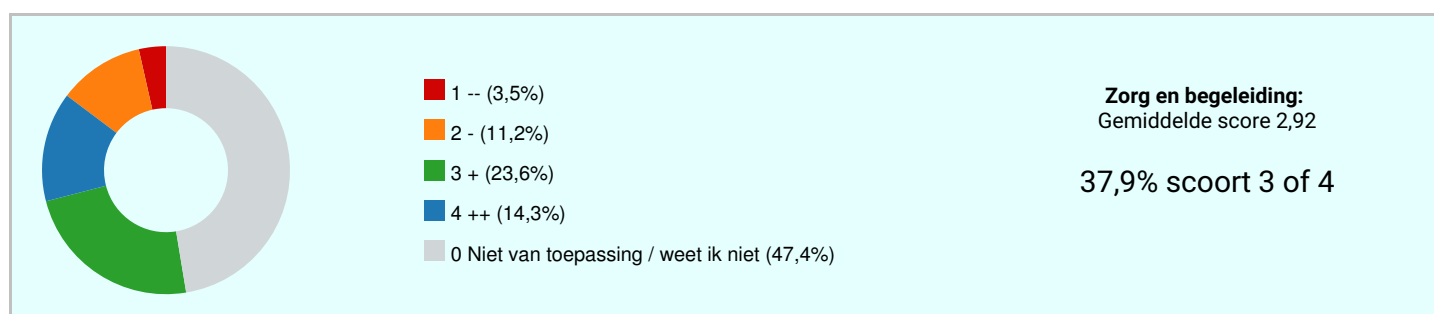 1 -- (3,5%)
2 - (11,2%)
3 + (23,6%)
4 ++ (14,3%)
0 Niet van toepassing / weet ik niet (47,4%)
Zorg en begeleiding:
Gemiddelde score 2,92
37,9% scoort 3 of 4